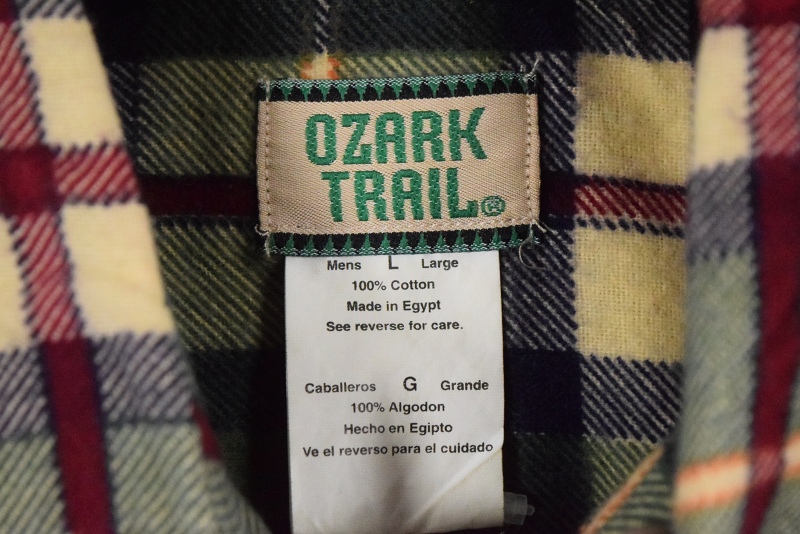 OZARK
TRAIL®
Mens L Large
100% Cotton
Made in Egypt
See reverse for care.
Caballeros G Grande
100% Algodon
Hecho en Egipto
Ve el reverso para el cuidado